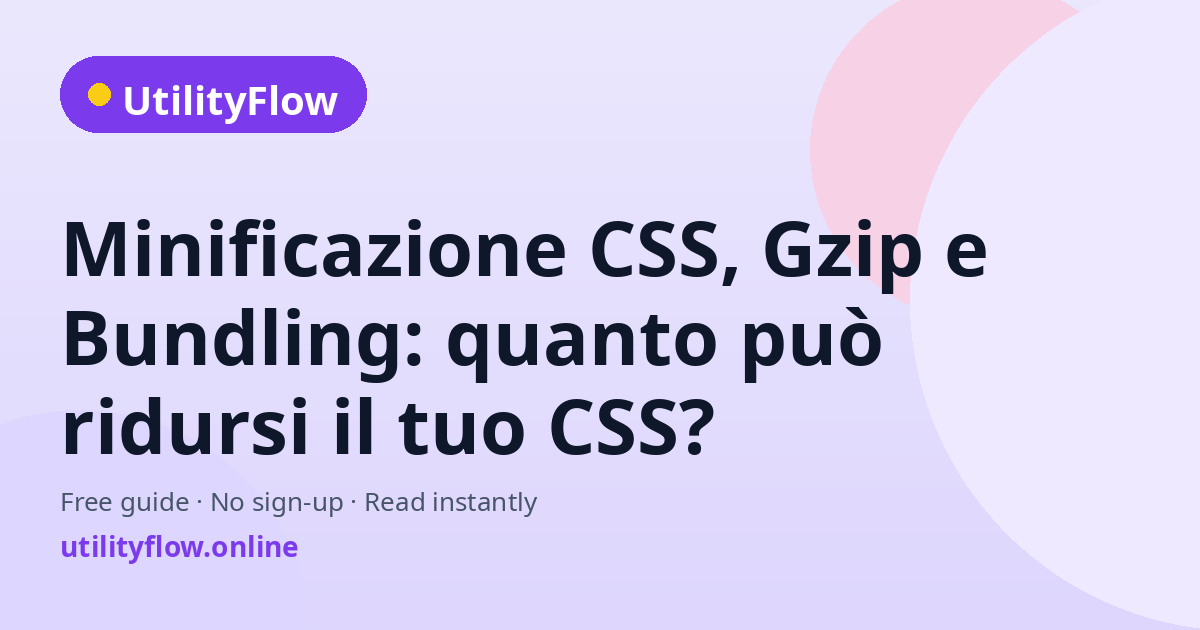 UtilityFlow
Minificazione CSS, Gzip e
Bundling: quanto può
ridursi il tuo CSS?
Free guide · No sign-up · Read instantly
utilityflow.online